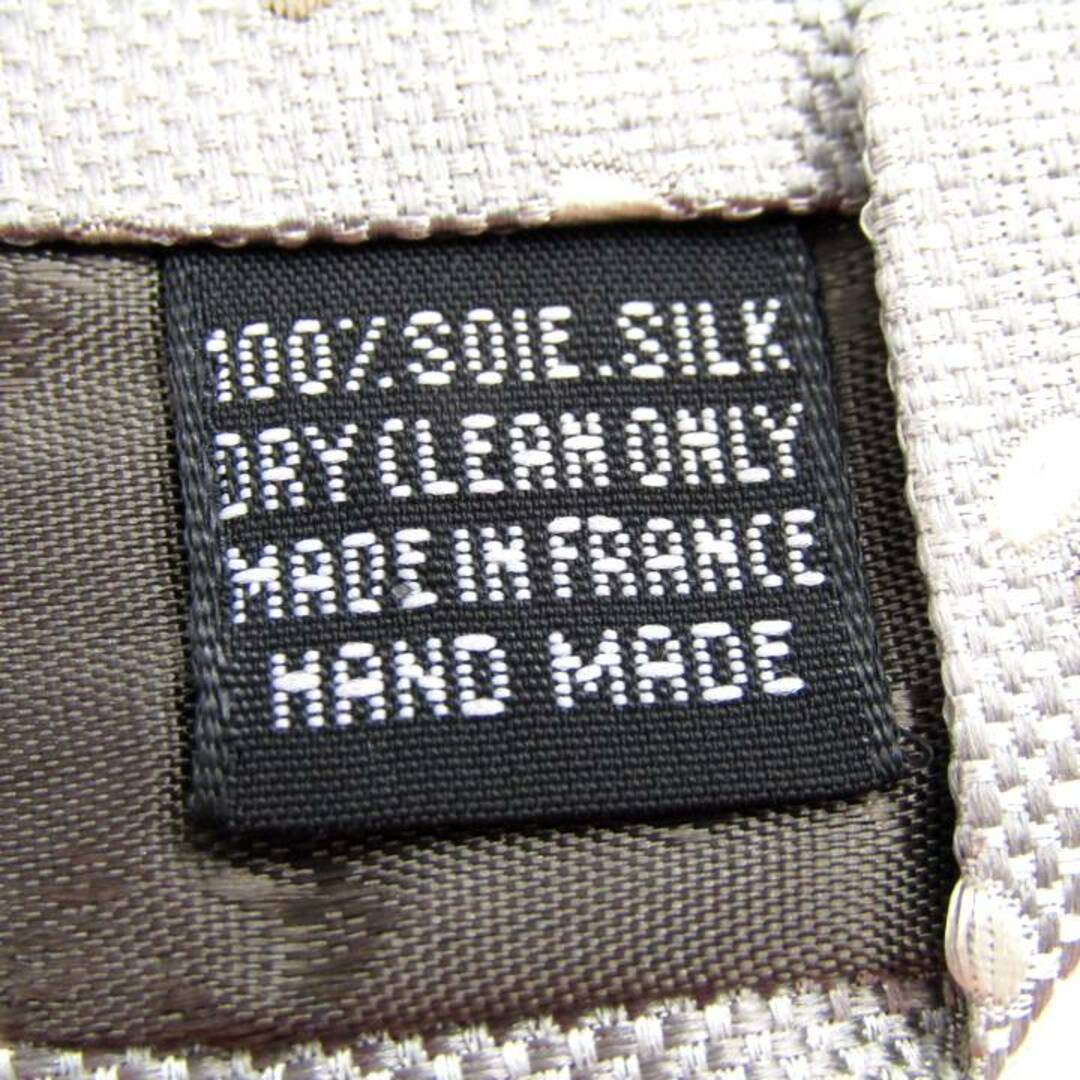 100%.SOIE.SILK
DRY CLEAN ONLY
MADE IN FRANCE
HAND MADE